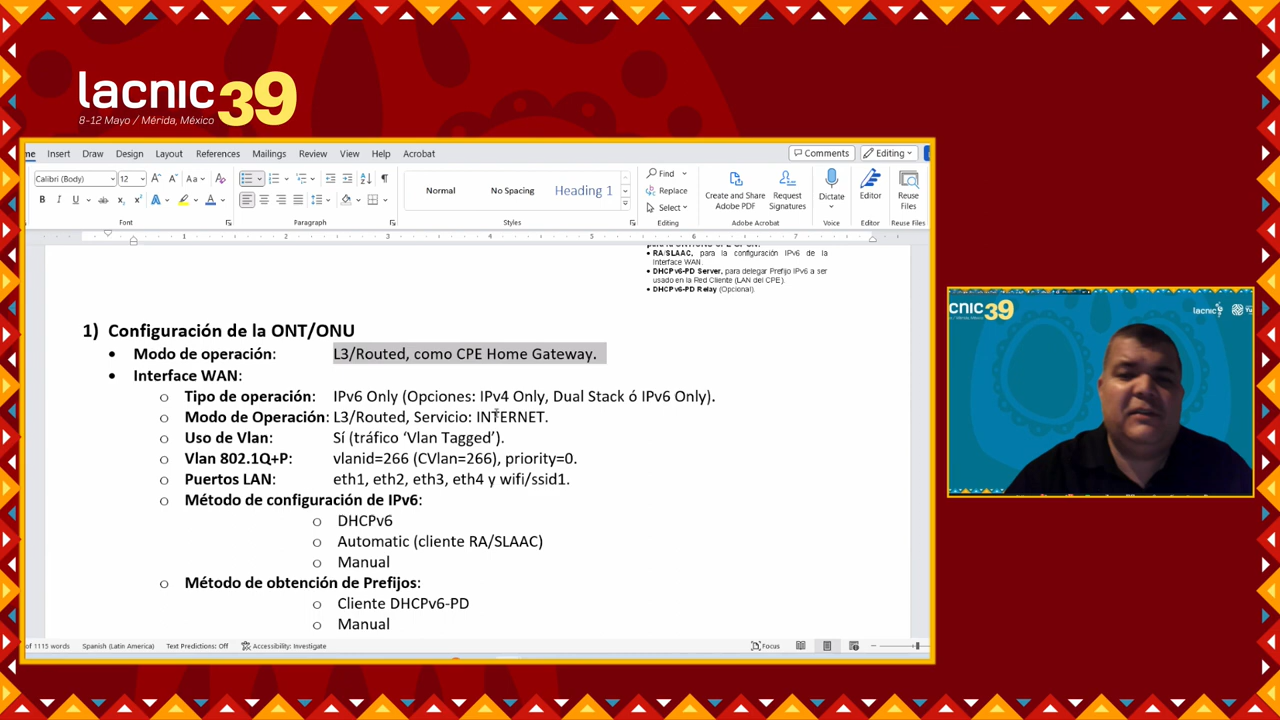 lacnic39
8-12 Mayo / Mérida, México
me Insert Draw Design Layout References Mailings Review View Help Acrobat
Comments
Editing
Calibri (Body) 12
Find
Replace
Select
Normal
No Spacing
Heading 1
Create and Share Adobe PDF
Request Signatures
Dictate
Editor
Reuse Files
Font
Paragraph
Styles
Editing
Adobe Acrobat
Voice
Editor
Reuse Files
1 2 3 4 5 6 7
• RA/SLAAC, para la configuración IPv6 de la
Interface WAN.
• DHCPv6-PD Server, para delegar Prefijo IPv6 a ser
usado en la Red Cliente (LAN del CPE).
• DHCPv6-PD Relay (Opcional).
1) Configuración de la ONT/ONU
• Modo de operación: L3/Routed, como CPE Home Gateway.
• Interface WAN:
o Tipo de operación: IPv6 Only (Opciones: IPv4 Only, Dual Stack ó IPv6 Only).
o Modo de Operación: L3/Routed, Servicio: INTERNET.
o Uso de Vlan: Sí (tráfico ‘Vlan Tagged’).
o Vlan 802.1Q+P: vlanid=266 (CVlan=266), priority=0.
o Puertos LAN: eth1, eth2, eth3, eth4 y wifi/ssid1.
o Método de configuración de IPv6:
o DHCPv6
o Automatic (cliente RA/SLAAC)
o Manual
o Método de obtención de Prefijos:
o Cliente DHCPv6-PD
o Manual
of 1115 words Spanish (Latin America) Text Predictions: Off Accessibility: Investigate
Focus
cnic39
lacnic